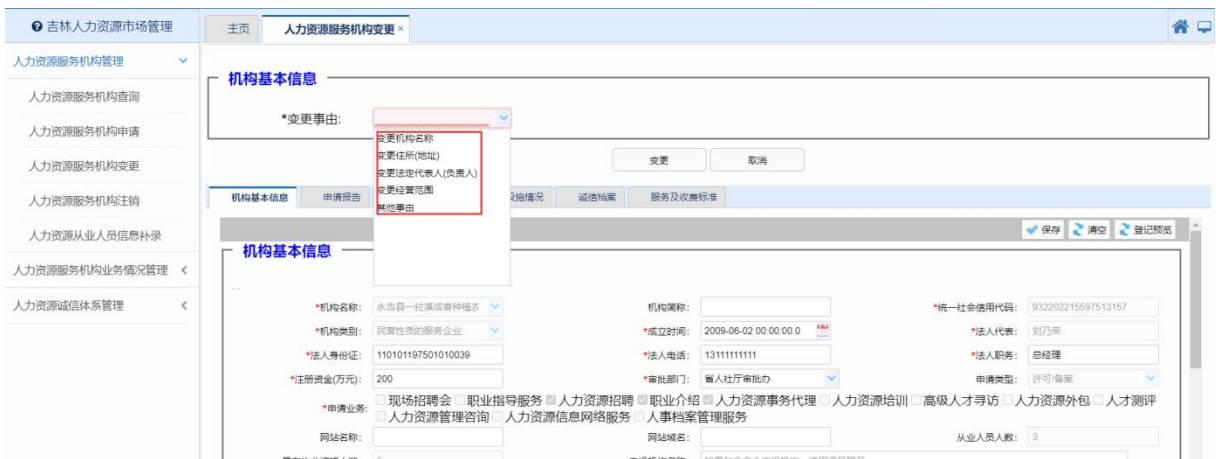 吉林人力资源市场管理
主页 人力资源服务机构变更 ×
人力资源服务机构管理
人力资源服务机构查询
人力资源服务机构申请
人力资源服务机构变更
人力资源服务机构注销
人力资源从业人员信息补录
人力资源服务机构业务情况管理
人力资源诚信体系管理
机构基本信息
*变更事由:
变更机构名称
变更住所(地址)
变更法定代表人(负责人)
变更经营范围
其他事由
变更 取消
机构基本信息 申请报告 设施情况 诚信档案 服务及收费标准
保存 清空 登记预览
机构基本信息
*机构名称: 永吉县一拉溪成香种植农 机构简称: *统一社会信用代码: 932202215597513157
*机构类别: 民营性质的服务企业 *成立时间: 2009-06-02 00:00:00.0 *法人代表: 刘乃荣
*法人身份证: 110101197501010039 *法人电话: 13111111111 *法人职务: 总经理
*注册资金(万元): 200 *审批部门: 省人社厅审批办 申请类型: 许可/备案
*申请业务: 现场招聘会 职业指导服务 人力资源招聘 职业介绍 人力资源事务代理 人力资源培训 高级人才寻访 人力资源外包 人才测评
人力资源管理咨询 人力资源信息网络服务 人事档案管理服务
网站名称: 网站域名: 从业人员人数: 3